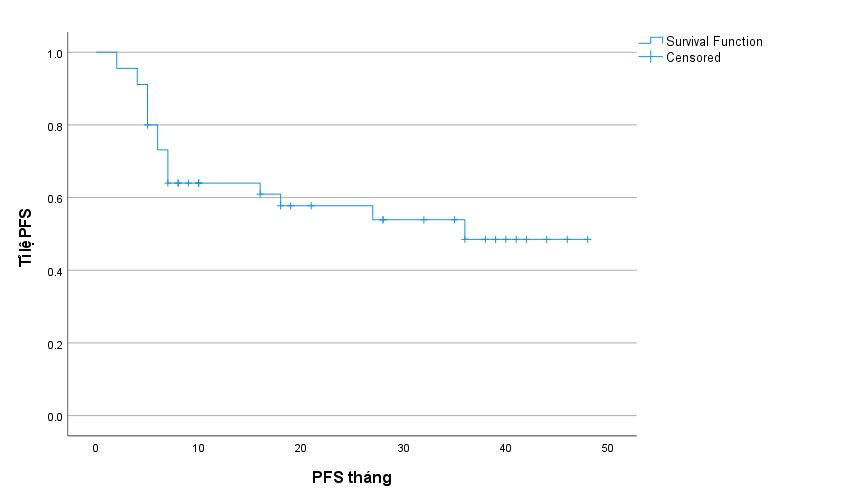 Survival Function
Censored
1.0
0.8
0.6
0.4
0.2
0.0
Tỉ lệ PFS
0 10 20 30 40 50
PFS tháng